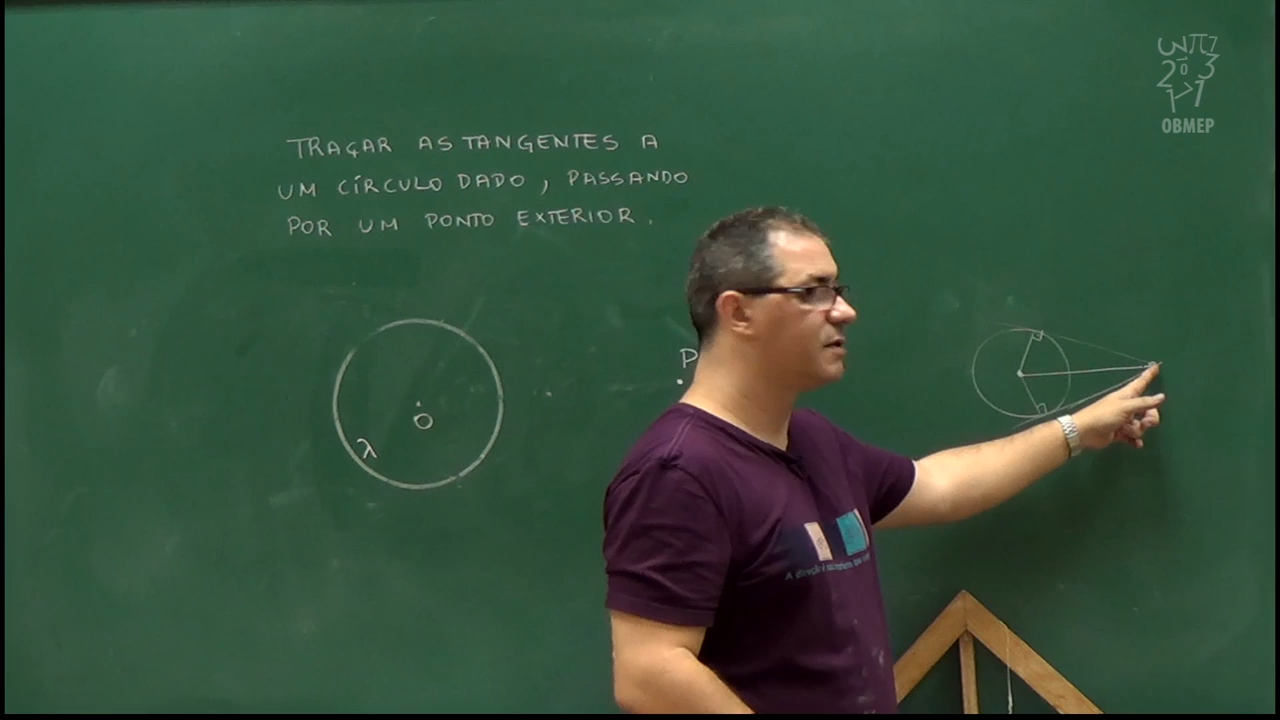 TRAÇAR AS TANGENTES A
UM CÍRCULO DADO, PASSANDO
POR UM PONTO EXTERIOR.
P
O
λ
OBMEP